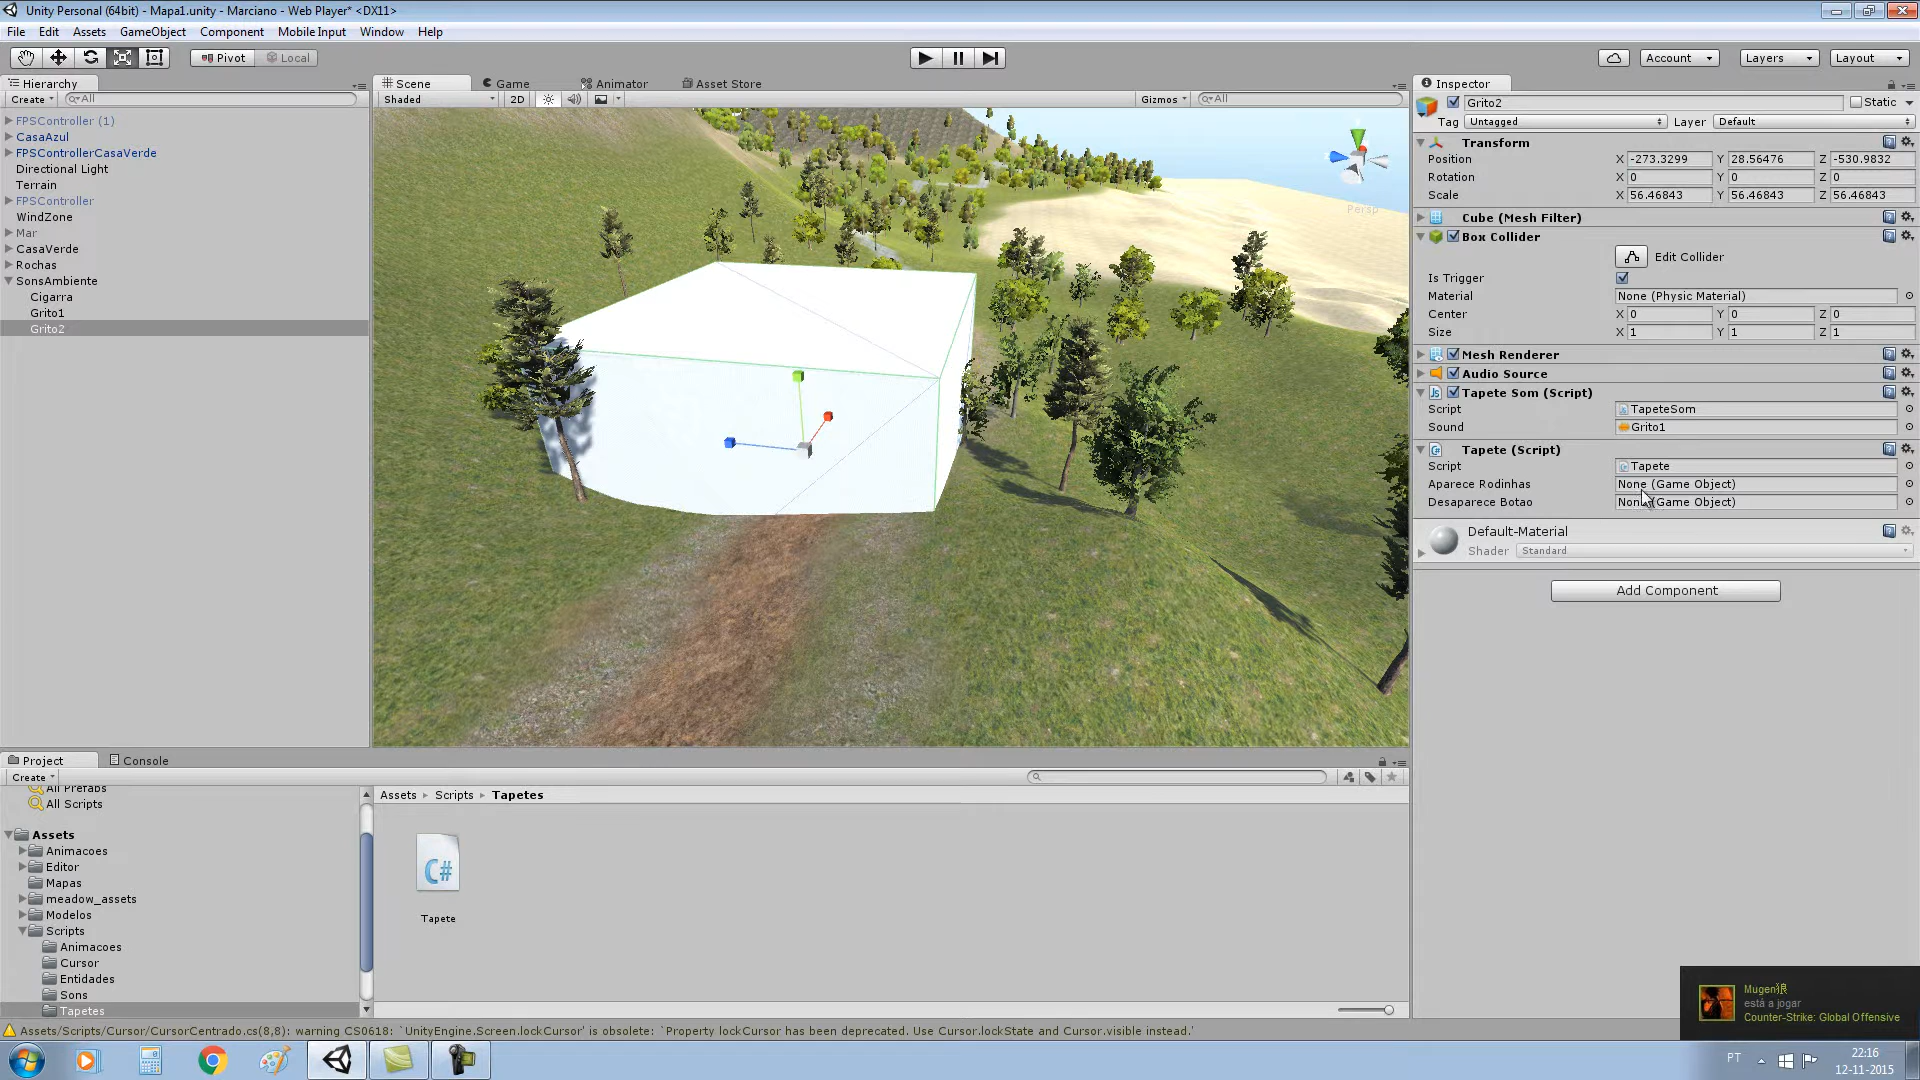 Unity Personal (64bit) - Mapa1.unity - Marciano - Web Player* <DX11>
File Edit Assets GameObject Component Mobile Input Window Help
Pivot Local Account Layers Layout
Hierarchy
Create All
FPSController (1)
CasaAzul
FPSControllerCasaVerde
Directional Light
Terrain
FPSController
WindZone
Mar
CasaVerde
Rochas
SonsAmbiente
Cigarra
Grito1
Grito2
Scene Game Animator Asset Store
Shaded 2D Gizmos All
Persp
Inspector
Grito2 Static
Tag Untagged Layer Default
Transform
Position X -273.3299 Y 28.56476 Z -530.9832
Rotation X 0 Y 0 Z 0
Scale X 56.46843 Y 56.46843 Z 56.46843
Cube (Mesh Filter)
Box Collider
Edit Collider
Is Trigger
Material None (Physic Material)
Center X 0 Y 0 Z 0
Size X 1 Y 1 Z 1
Mesh Renderer
Audio Source
Tapete Som (Script)
Script TapeteSom
Sound Grito1
Tapete (Script)
Script Tapete
Aparece Rodinhas None (Game Object)
Desaparece Botao None (Game Object)
Default-Material
Shader Standard
Add Component
Project Console
Create
All Prefabs
All Scripts
Assets
Animacoes
Editor
Mapas
meadow_assets
Modelos
Scripts
Animacoes
Cursor
Entidades
Sons
Tapetes
Assets Scripts Tapetes
C#
Tapete
Assets/Scripts/Cursor/CursorCentrado.cs(8,8): warning CS0618: `UnityEngine.Screen.lockCursor' is obsolete: `Property lockCursor has been deprecated. Use Cursor.lockState and Cursor.visible instead.'
está a jogar
Counter-Strike: Global Offensive
PT
22:16
12-11-2015